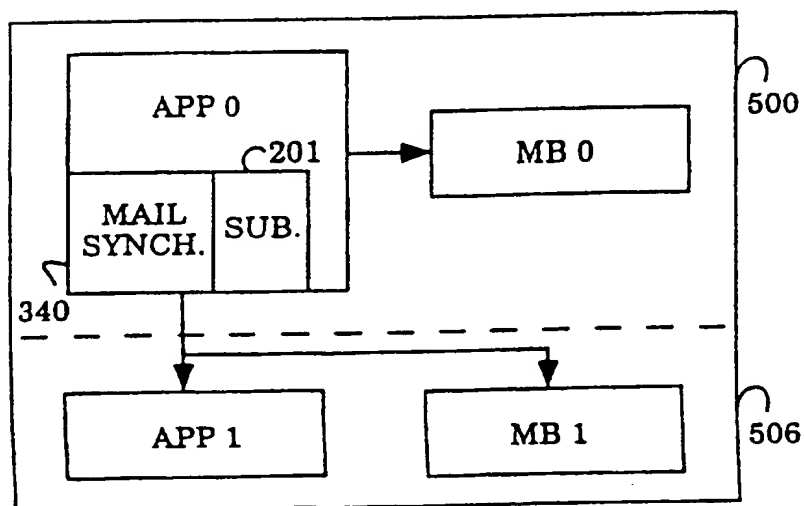 APP 0
500
201
MB 0
MAIL
SYNCH.
SUB.
340
APP 1
MB 1
506